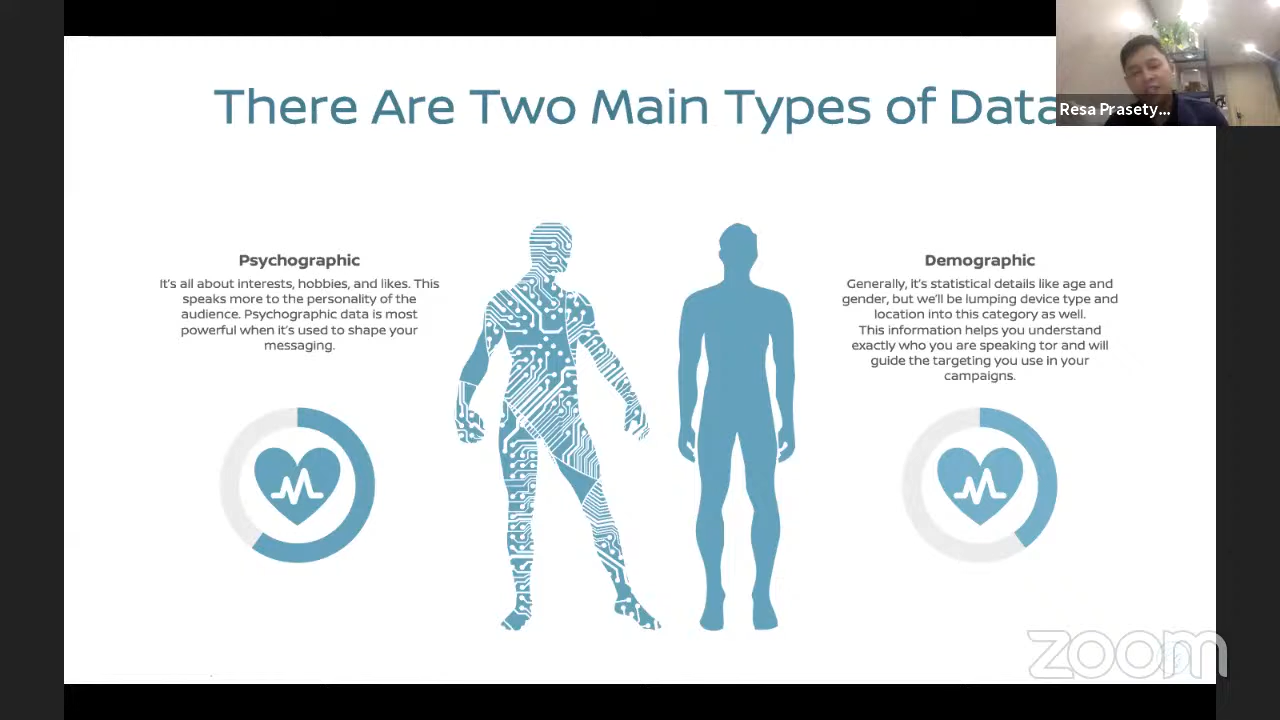 There Are Two Main Types of Data
Resa Prasety...
Psychographic
It's all about interests, hobbies, and likes. This
speaks more to the personality of the
audience. Psychographic data is most
powerful when it's used to shape your
messaging.
Demographic
Generally, it's statistical details like age and
gender, but we'll be lumping device type and
location into this category as well.
This information helps you understand
exactly who you are speaking tor and will
guide the targeting you use in your
campaigns.
zoom